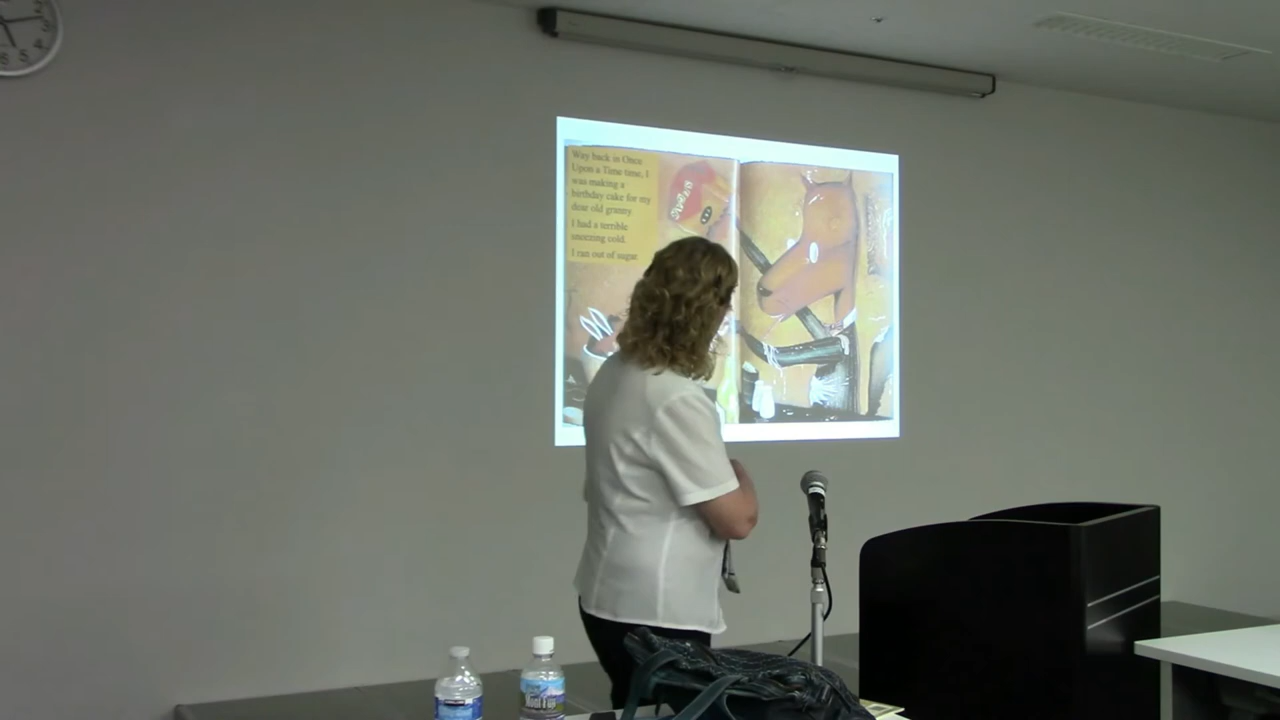 Way back in Once
Upon a Time time, I
was making a
birthday cake for my
dear old granny.
I had a terrible
sneezing cold.
I ran out of sugar.